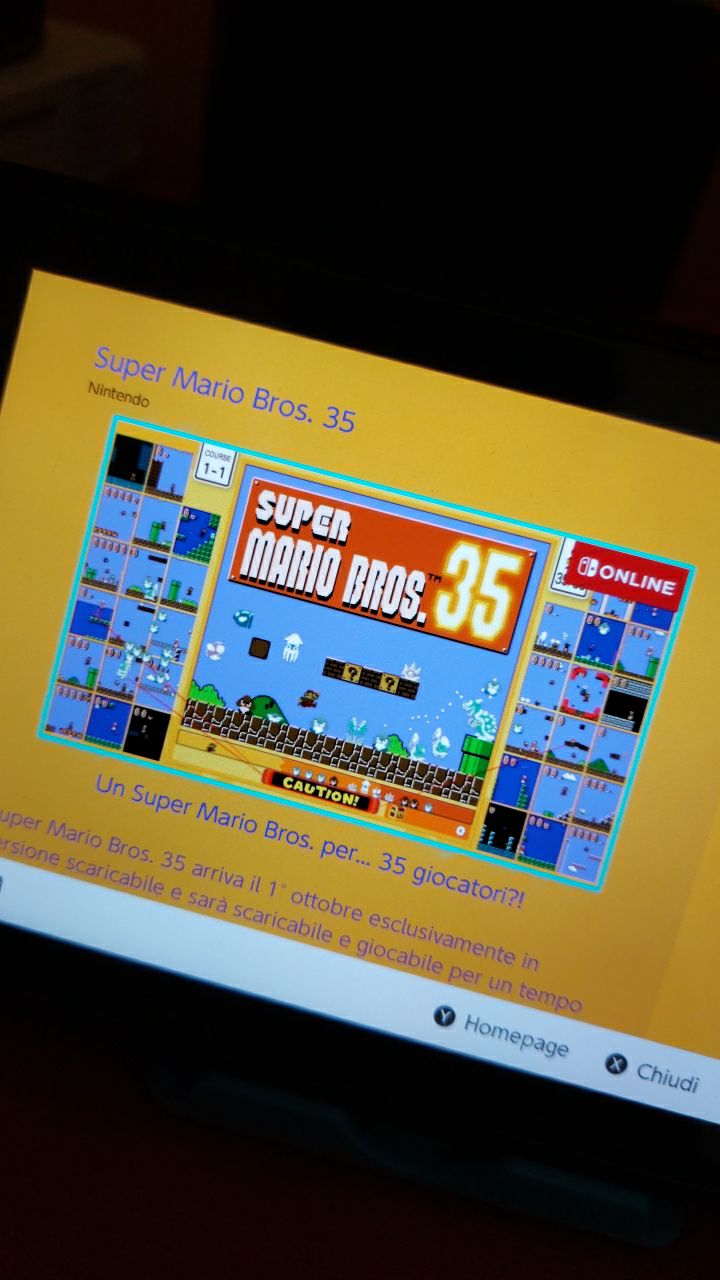 Super Mario Bros. 35
Nintendo
COURSE
1-1
SUPER
MARIO BROS.™ 35
ONLINE
CAUTION!
Un Super Mario Bros. per... 35 giocatori?!
uper Mario Bros. 35 arriva il 1° ottobre esclusivamente in
ersione scaricabile e sarà scaricabile e giocabile per un tempo
Y Homepage
X Chiudi